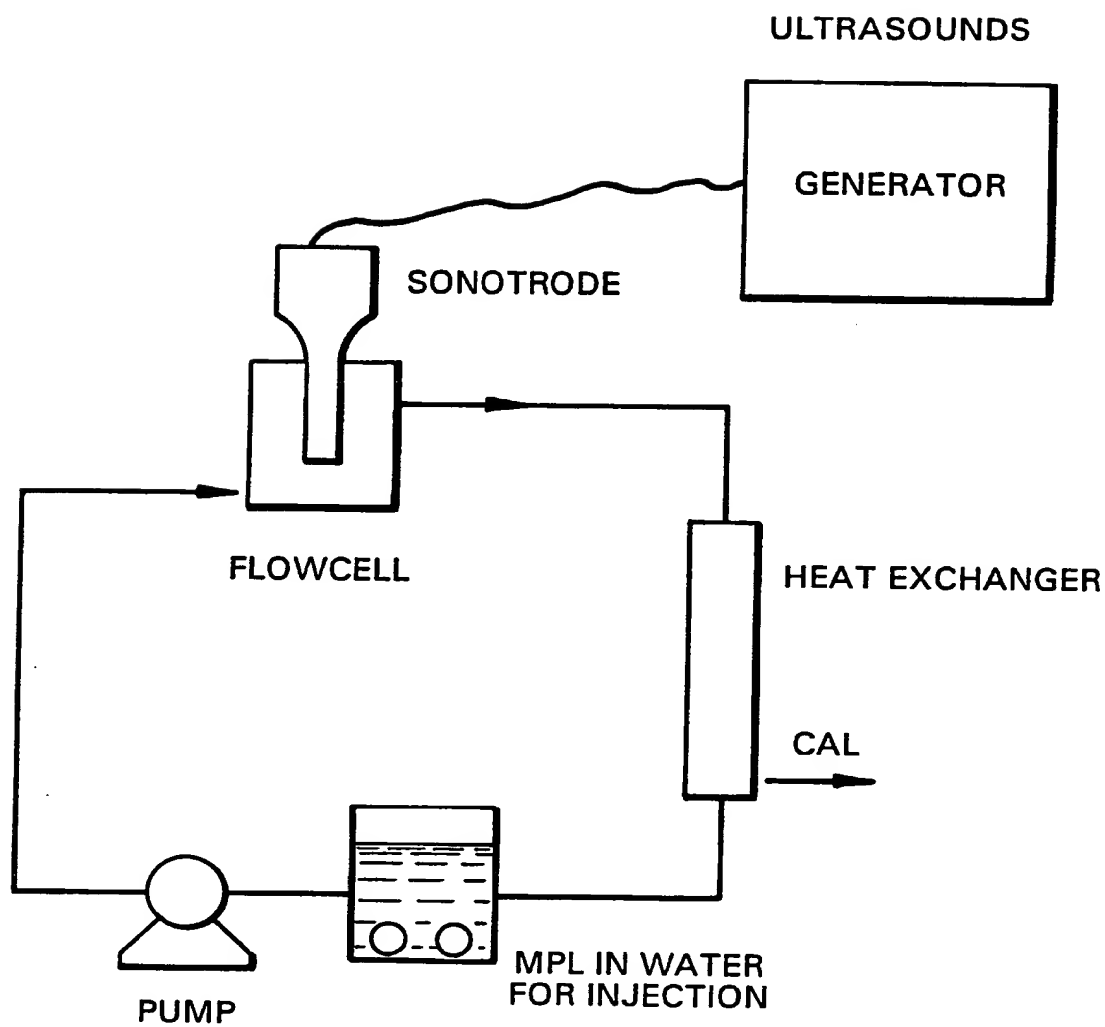 ULTRASOUNDS
GENERATOR
SONOTRODE
FLOWCELL
HEAT EXCHANGER
CAL
MPL IN WATER
FOR INJECTION
PUMP